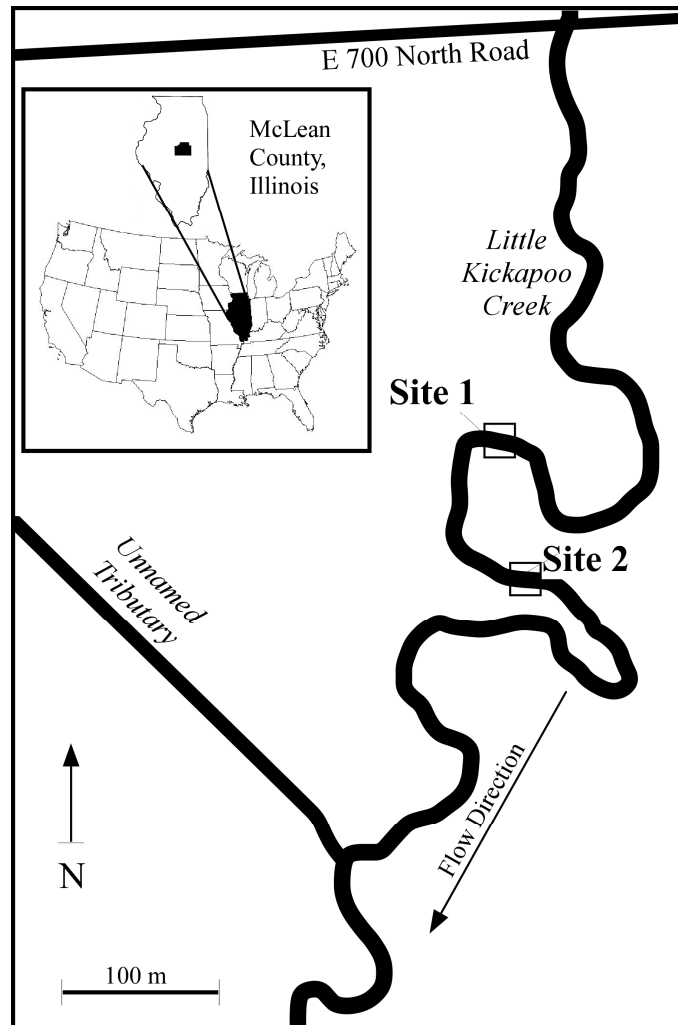 E 700 North Road
McLean
County,
Illinois
Little
Kickapoo
Creek
Site 1
Site 2
Unnamed
Tributary
Flow Direction
N
100 m